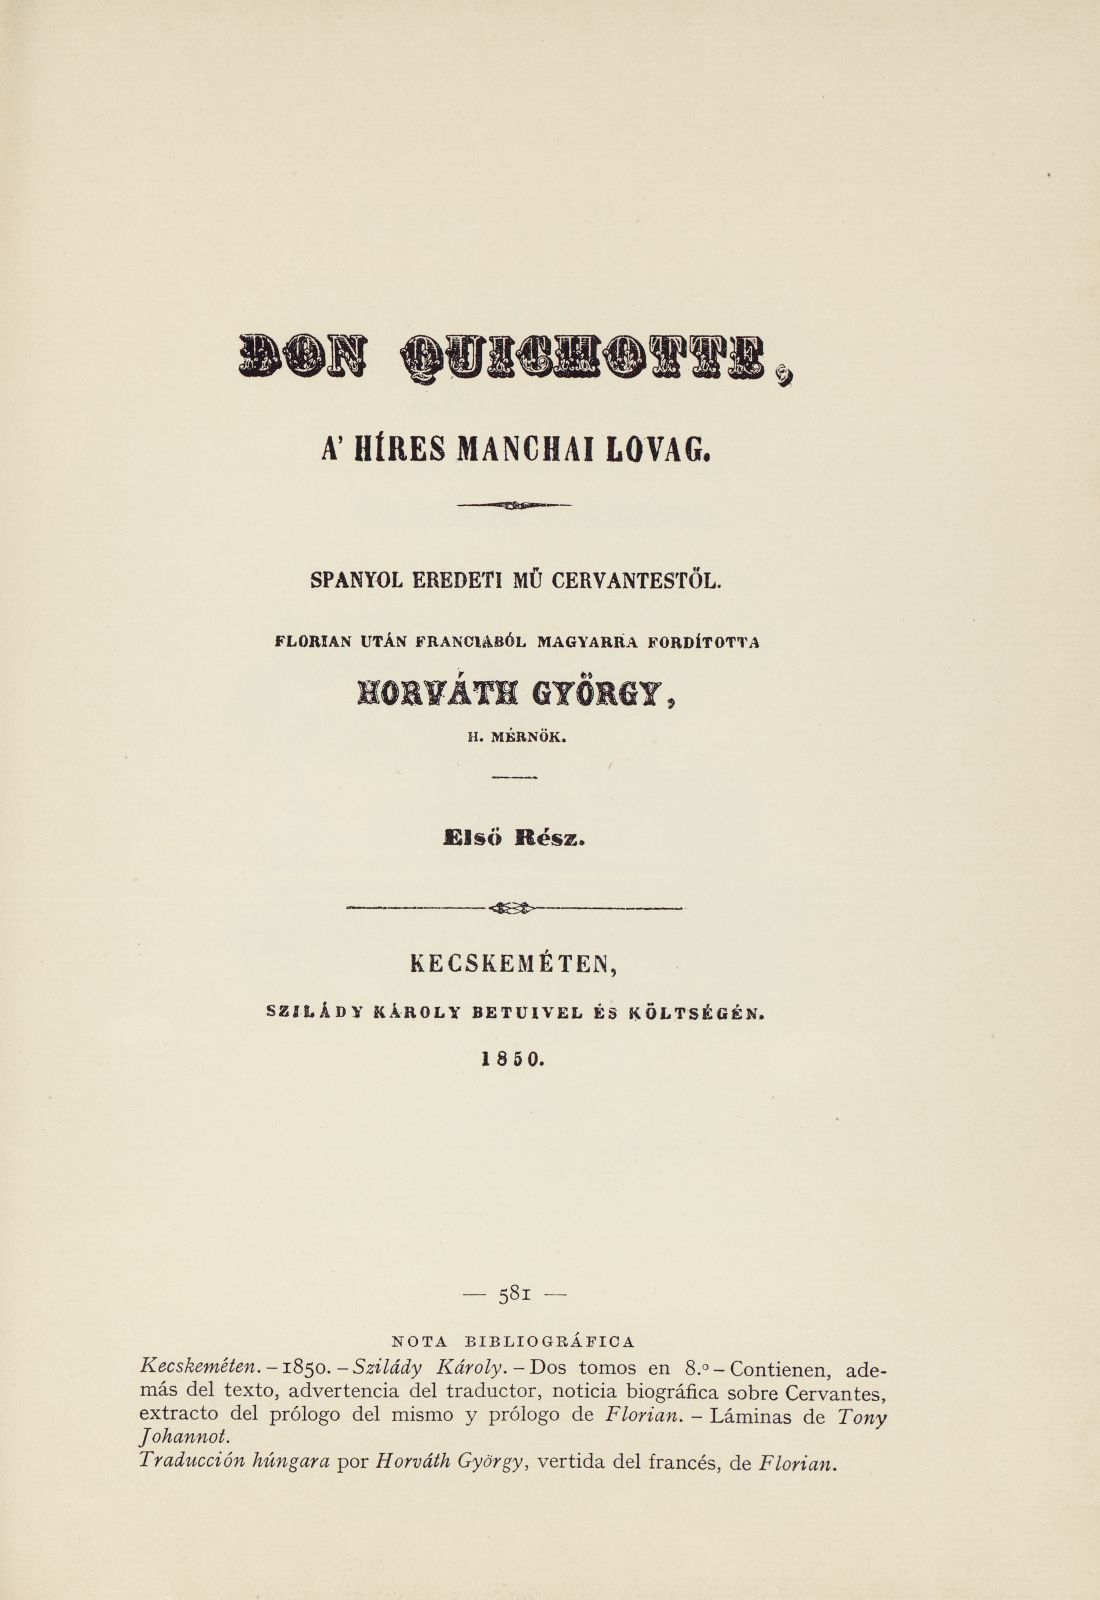 DON QUICHOTTE,
A' HÍRES MANCHAI LOVAG.
SPANYOL EREDETI MŰ CERVANTESTŐL.
FLORIAN UTÁN FRANCIÁBÓL MAGYARRA FORDÍTOTTA
HORVÁTH GYÖRGY,
H. MÉRNÖK.
Első Rész.
KECSKEMÉTEN,
SZILÁDY KÁROLY BETUIVEL ÉS KÖLTSÉGÉN.
1850.
— 581 —
NOTA BIBLIOGRÁFICA
Kecskeméten. – 1850. – Szilády Károly. – Dos tomos en 8.º – Contienen, ade-
más del texto, advertencia del traductor, noticia biográfica sobre Cervantes,
extracto del prólogo del mismo y prólogo de Florian. – Láminas de Tony
Johannot.
Traducción húngara por Horváth György, vertida del francés, de Florian.